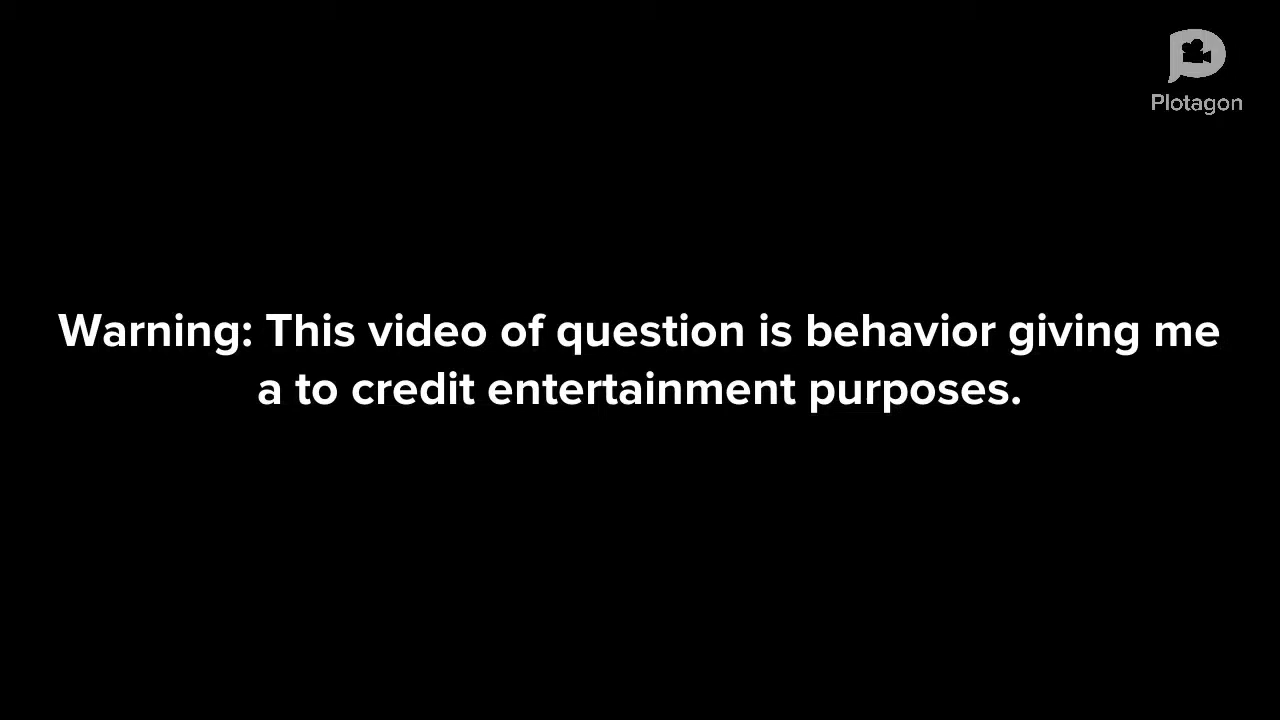 Plotagon
Warning: This video of question is behavior giving me
a to credit entertainment purposes.